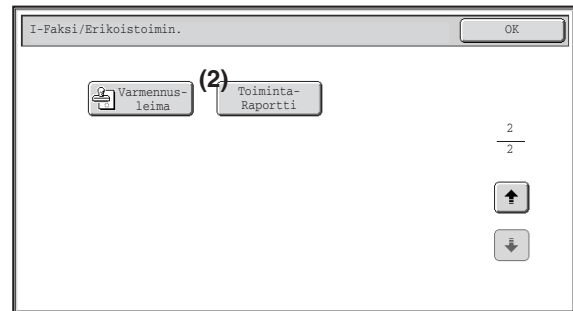 I-Faksi/Erikoistoimin.
OK
Varmennus-
leima
(2)
Toiminta-
Raportti
2
2